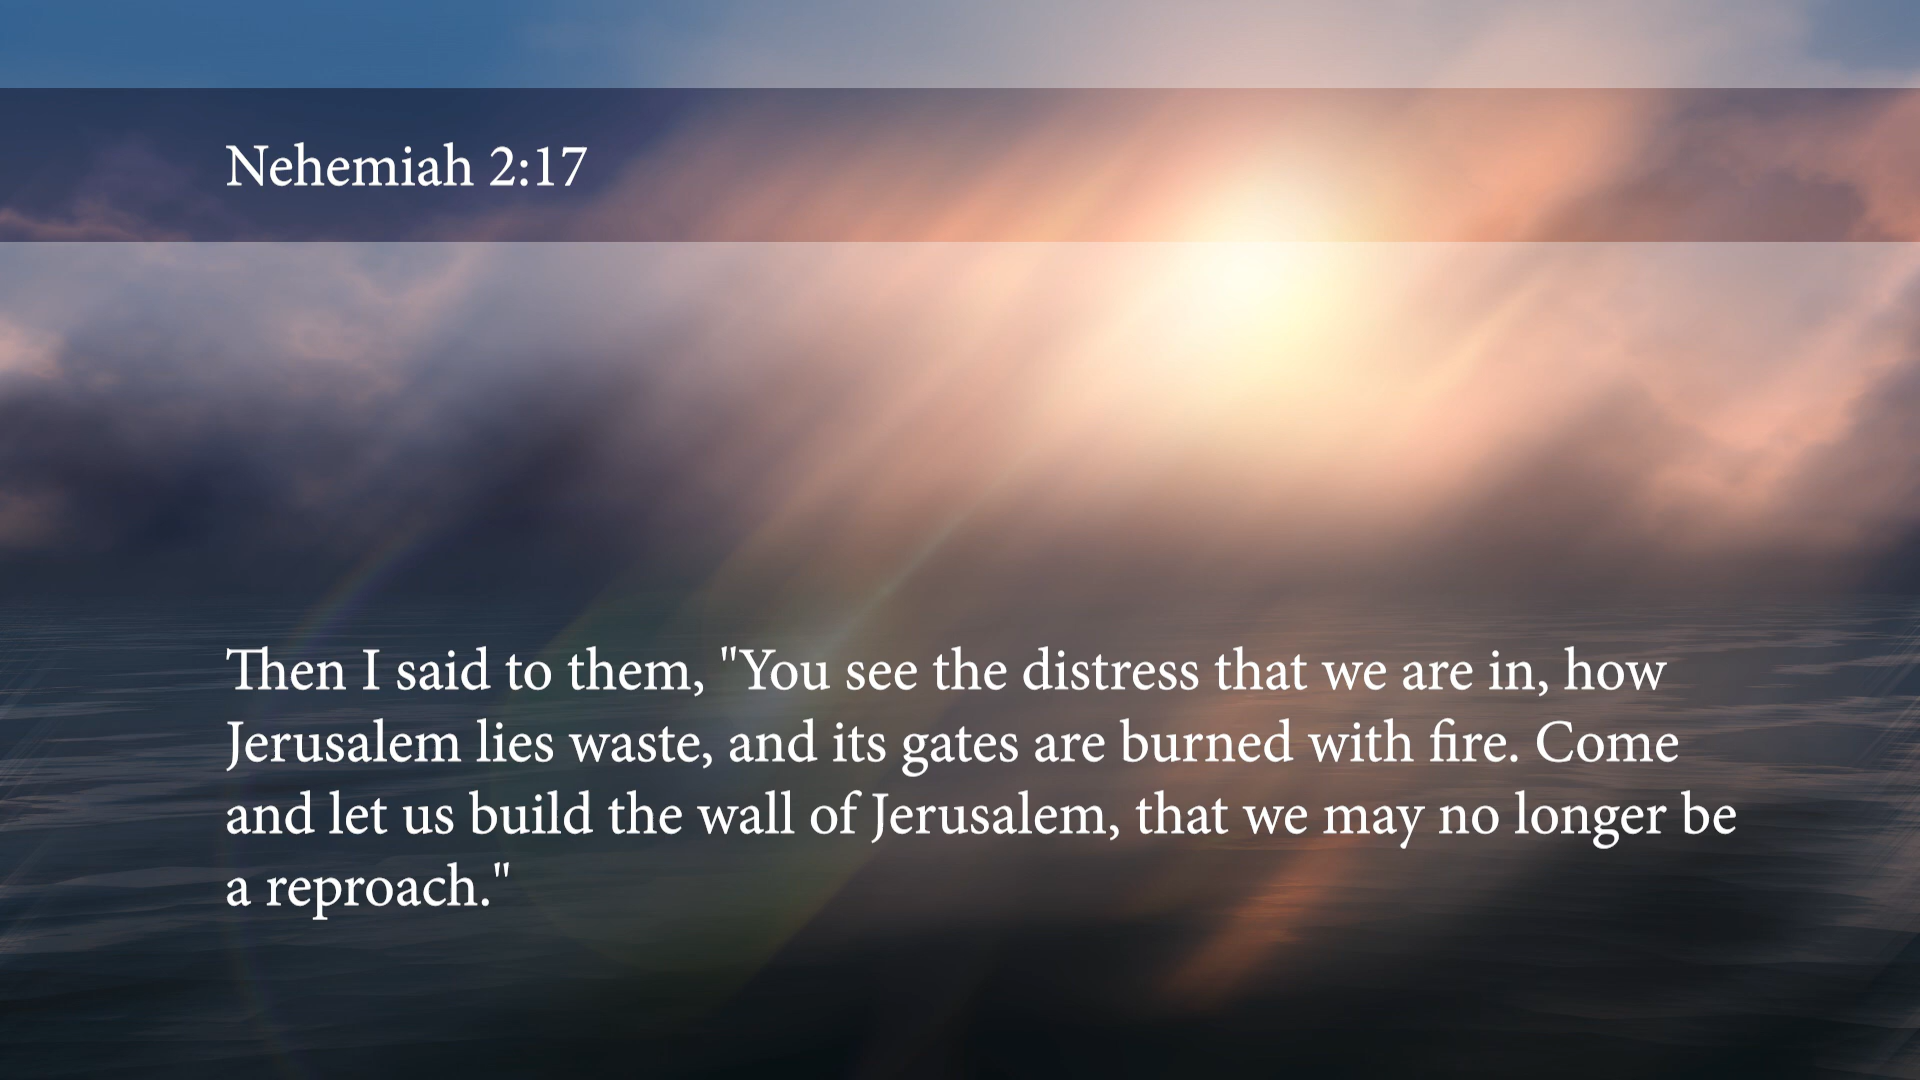 Nehemiah 2:17
Then I said to them, "You see the distress that we are in, how
Jerusalem lies waste, and its gates are burned with fire. Come
and let us build the wall of Jerusalem, that we may no longer be
a reproach."